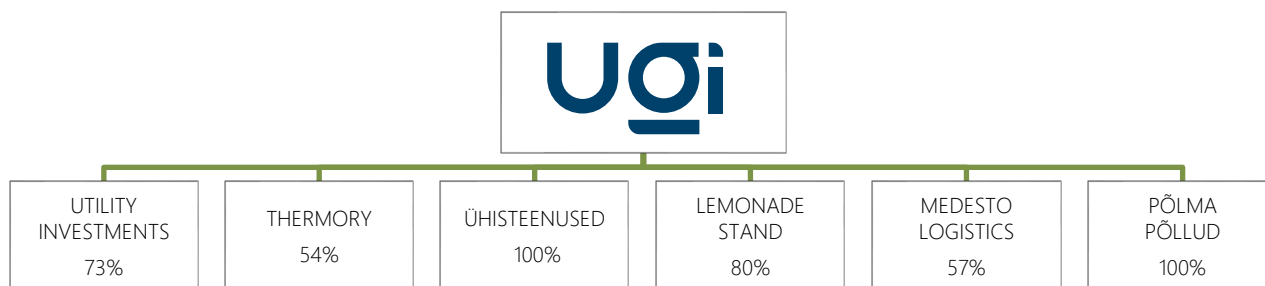 ugi
UTILITY
INVESTMENTS
73%
THERMORY
54%
ÜHISTEENUSED
100%
LEMONADE
STAND
80%
MEDESTO
LOGISTICS
57%
PÕLMA
PÕLLUD
100%